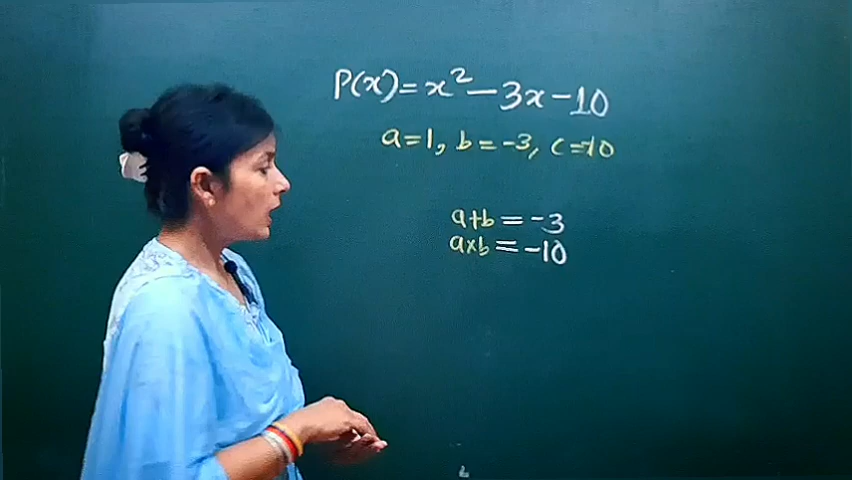 P(x) = x² - 3x - 10
a = 1, b = -3, c = -10
a+b = -3
a×b = -10